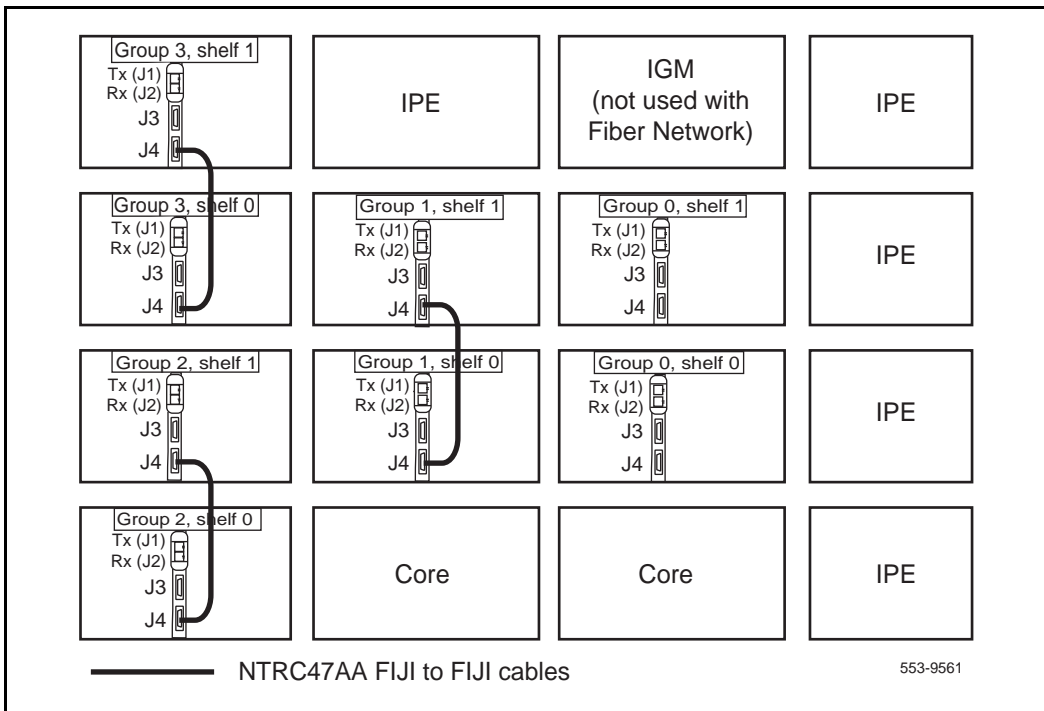 Group 3, shelf 1
Tx (J1)
Rx (J2)
J3
J4
IPE
IGM
(not used with
Fiber Network)
IPE
Group 3, shelf 0
Tx (J1)
Rx (J2)
J3
J4
Group 1, shelf 1
Tx (J1)
Rx (J2)
J3
J4
Group 0, shelf 1
Tx (J1)
Rx (J2)
J3
J4
IPE
Group 2, shelf 1
Tx (J1)
Rx (J2)
J3
J4
Group 1, shelf 0
Tx (J1)
Rx (J2)
J3
J4
Group 0, shelf 0
Tx (J1)
Rx (J2)
J3
J4
IPE
Group 2, shelf 0
Tx (J1)
Rx (J2)
J3
J4
Core
Core
IPE
NTRC47AA FIJI to FIJI cables
553-9561